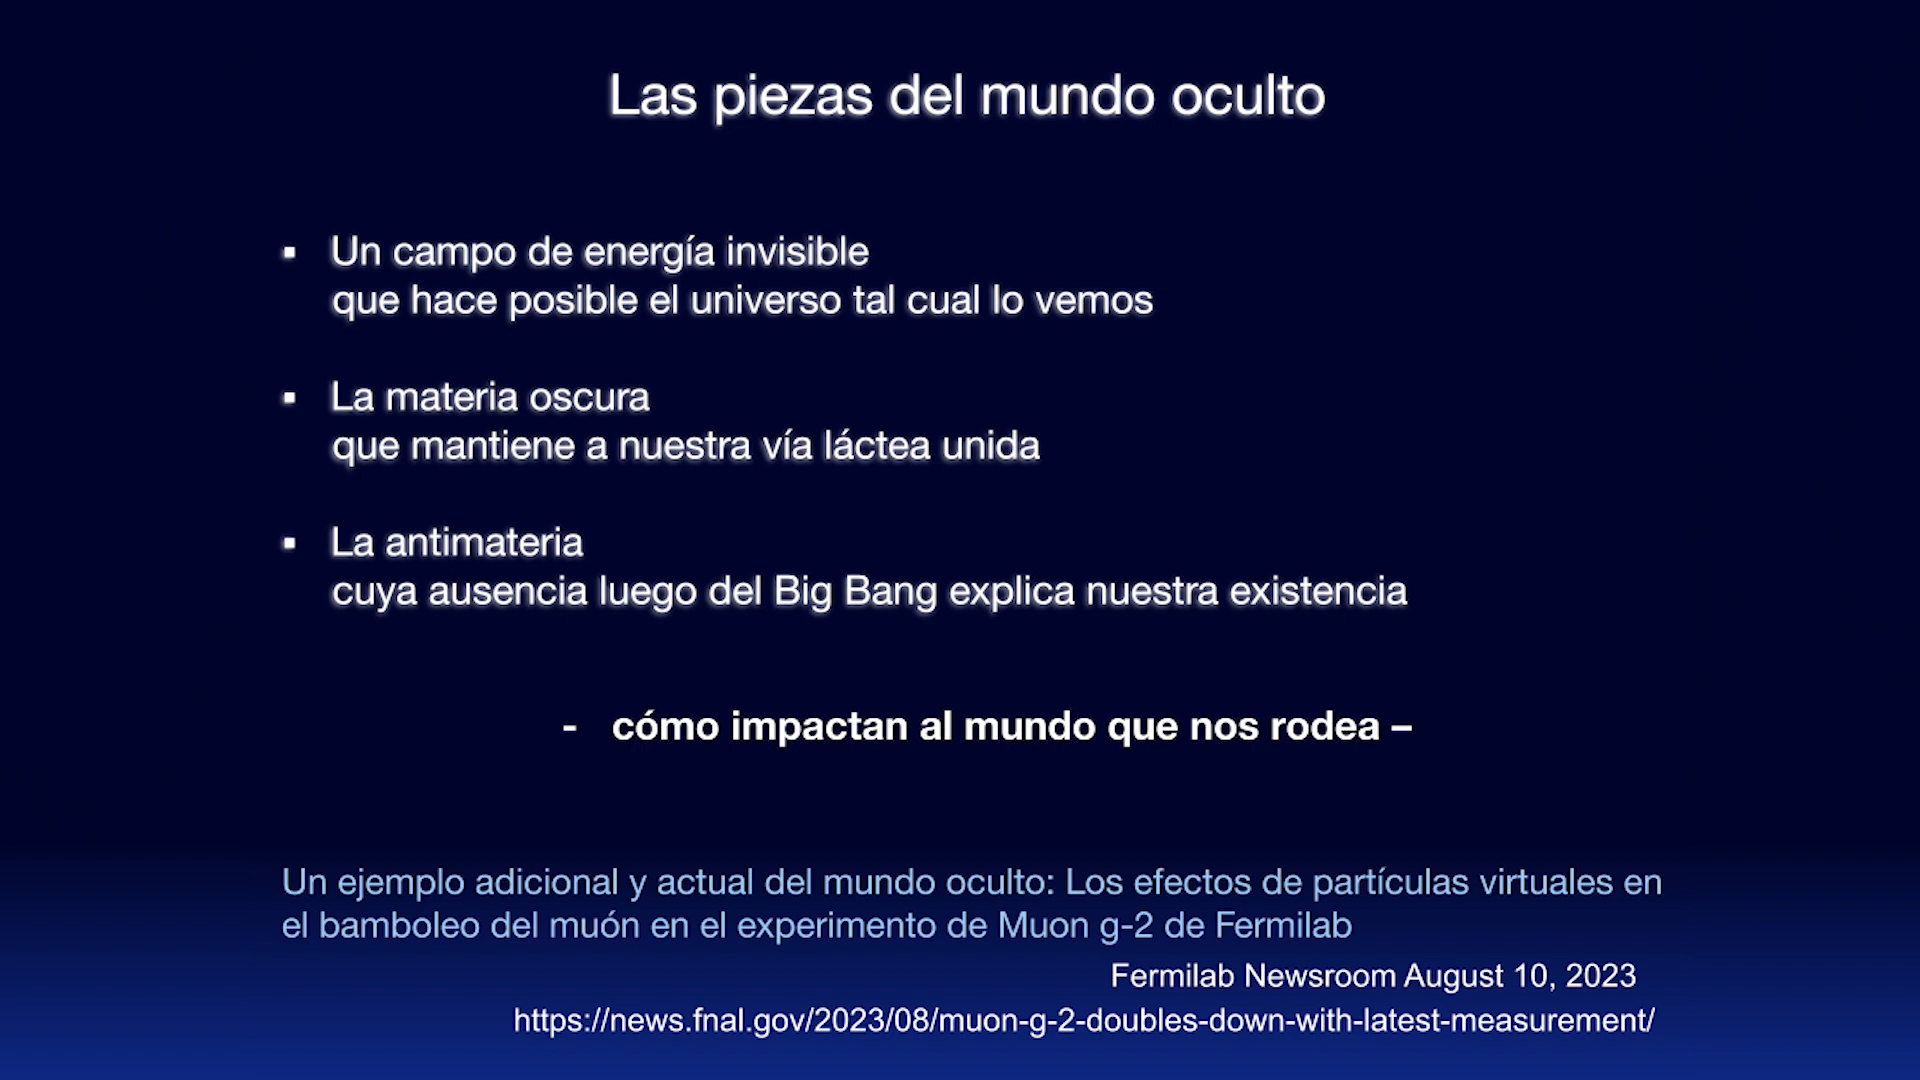 Las piezas del mundo oculto
▪ Un campo de energía invisible
que hace posible el universo tal cual lo vemos
▪ La materia oscura
que mantiene a nuestra vía láctea unida
▪ La antimateria
cuya ausencia luego del Big Bang explica nuestra existencia
- cómo impactan al mundo que nos rodea –
Un ejemplo adicional y actual del mundo oculto: Los efectos de partículas virtuales en
el bamboleo del muón en el experimento de Muon g-2 de Fermilab
Fermilab Newsroom August 10, 2023
https://news.fnal.gov/2023/08/muon-g-2-doubles-down-with-latest-measurement/